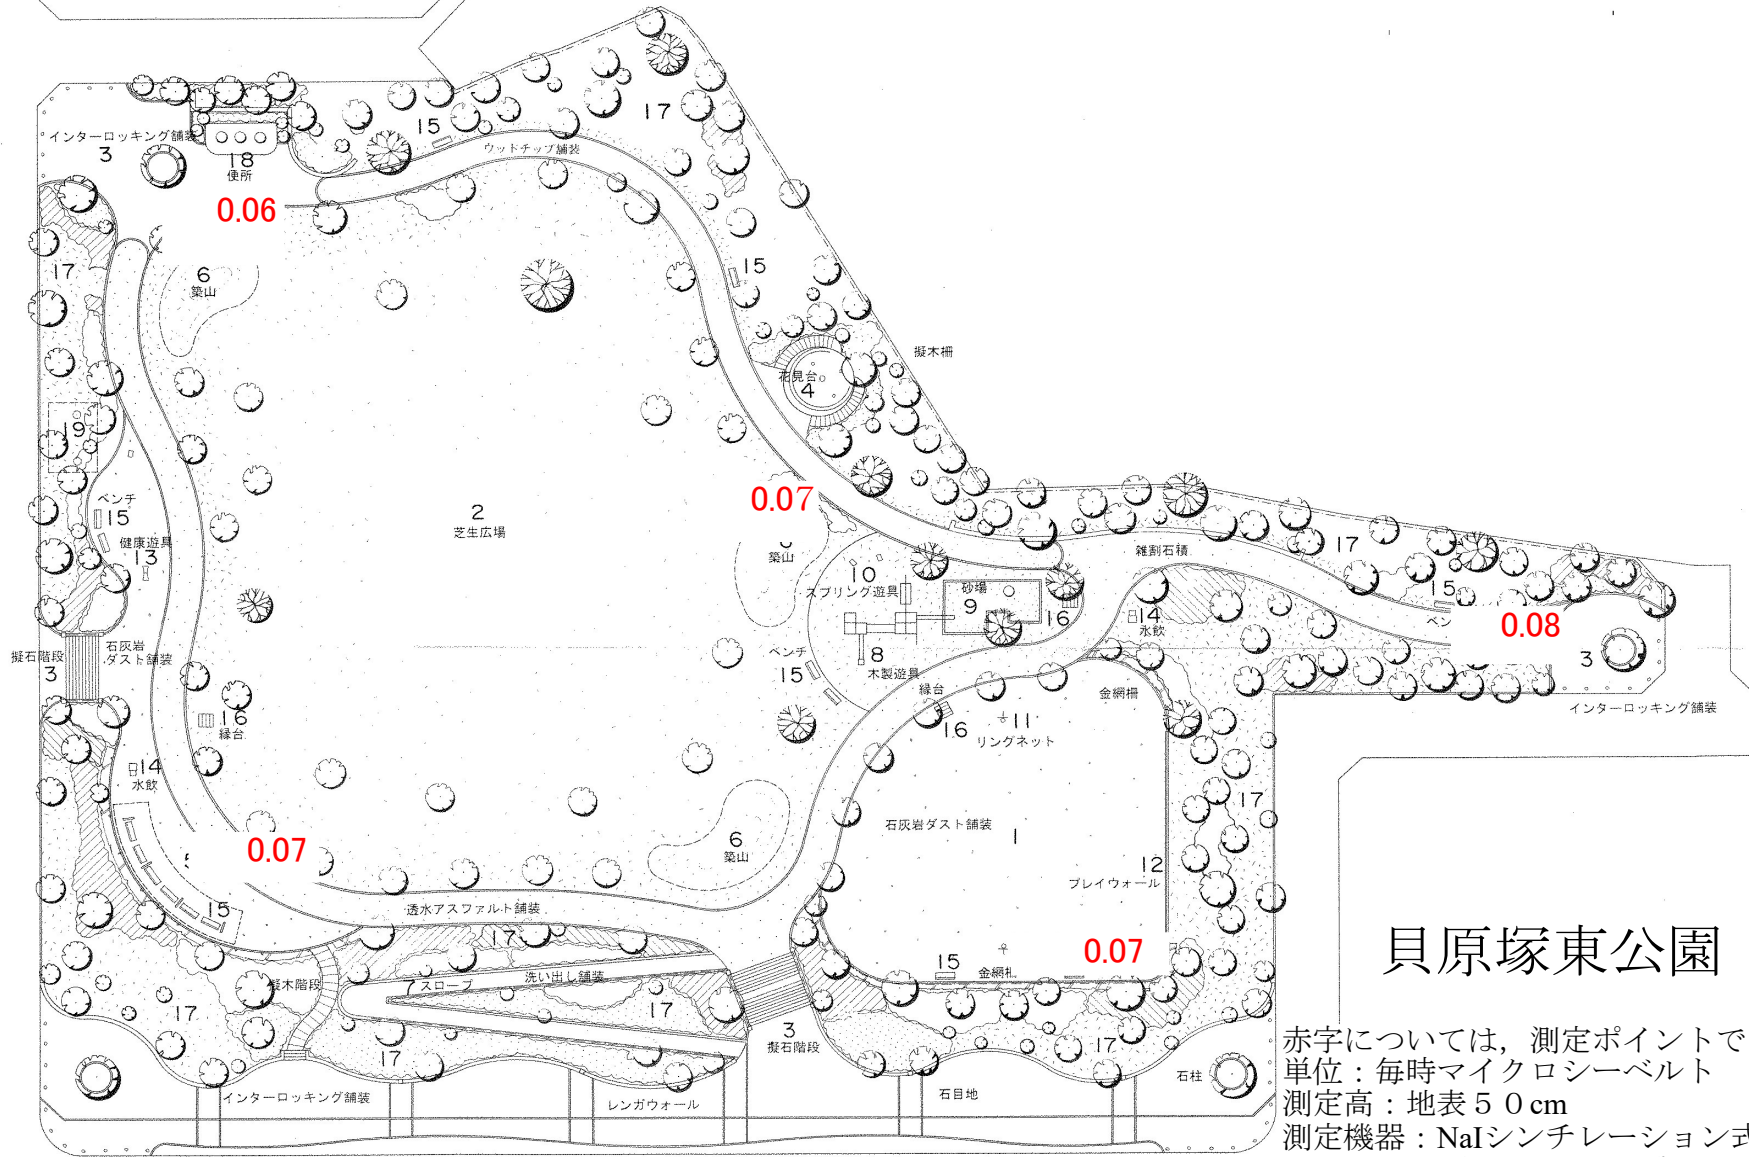 15
17
インターロッキング舗装
3
18
便所
ウッドチップ舗装
0.06
17
6
築山
15
擬木柵
花見台
4
19
ベンチ
15
健康遊具
13
2
芝生広場
0.07
築山
10
スプリング遊具
砂場
9
16
雑割石積
17
14
水飲
15
ベン
0.08
3
インターロッキング舗装
擬石階段
3
石灰岩
ダスト舗装
ベンチ
15
8
木製遊具
縁台
16
11
リングネット
金網柵
16
縁台
14
水飲
17
石灰岩ダスト舗装
1
6
築山
12
プレイウォール
0.07
15
透水アスファルト舗装
17
0.07
15
金網札
貝原塚東公園
擬木階段
7
スロープ
洗い出し舗装
17
17
17
3
擬石階段
17
石柱
インターロッキング舗装
レンガウォール
石目地
赤字については，測定ポイントで
単位：毎時マイクロシーベルト
測定高：地表５０cm
測定機器：NaIシンチレーション式